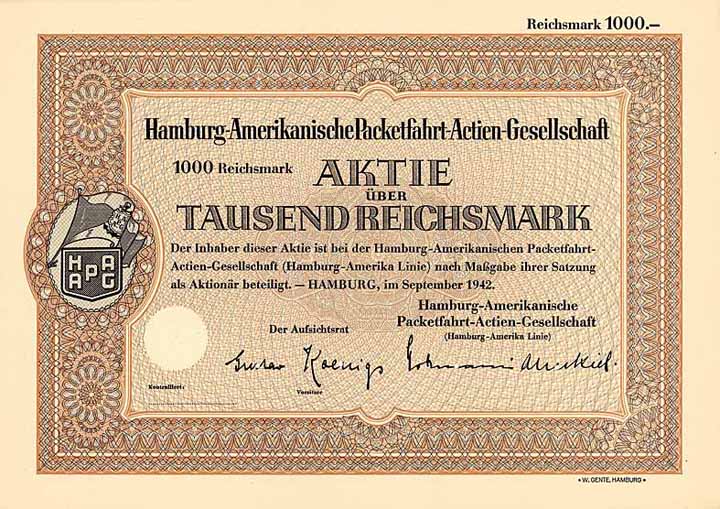 Reichsmark 1000.—
Hamburg-Amerikanische Packetfahrt-Actien-Gesellschaft
1000 Reichsmark AKTIE
ÜBER
TAUSEND REICHSMARK
Der Inhaber dieser Aktie ist bei der Hamburg-Amerikanischen Packetfahrt-
Actien-Gesellschaft (Hamburg-Amerika Linie) nach Maßgabe ihrer Satzung
als Aktionär beteiligt. — HAMBURG, im September 1942.
HAPAG
Hamburg-Amerikanische
Packetfahrt-Actien-Gesellschaft
(Hamburg-Amerika Linie)
Der Aufsichtsrat
Gustav Koenigs
Kontrolliert:
Vorsitzer
* W. GENTE, HAMBURG *